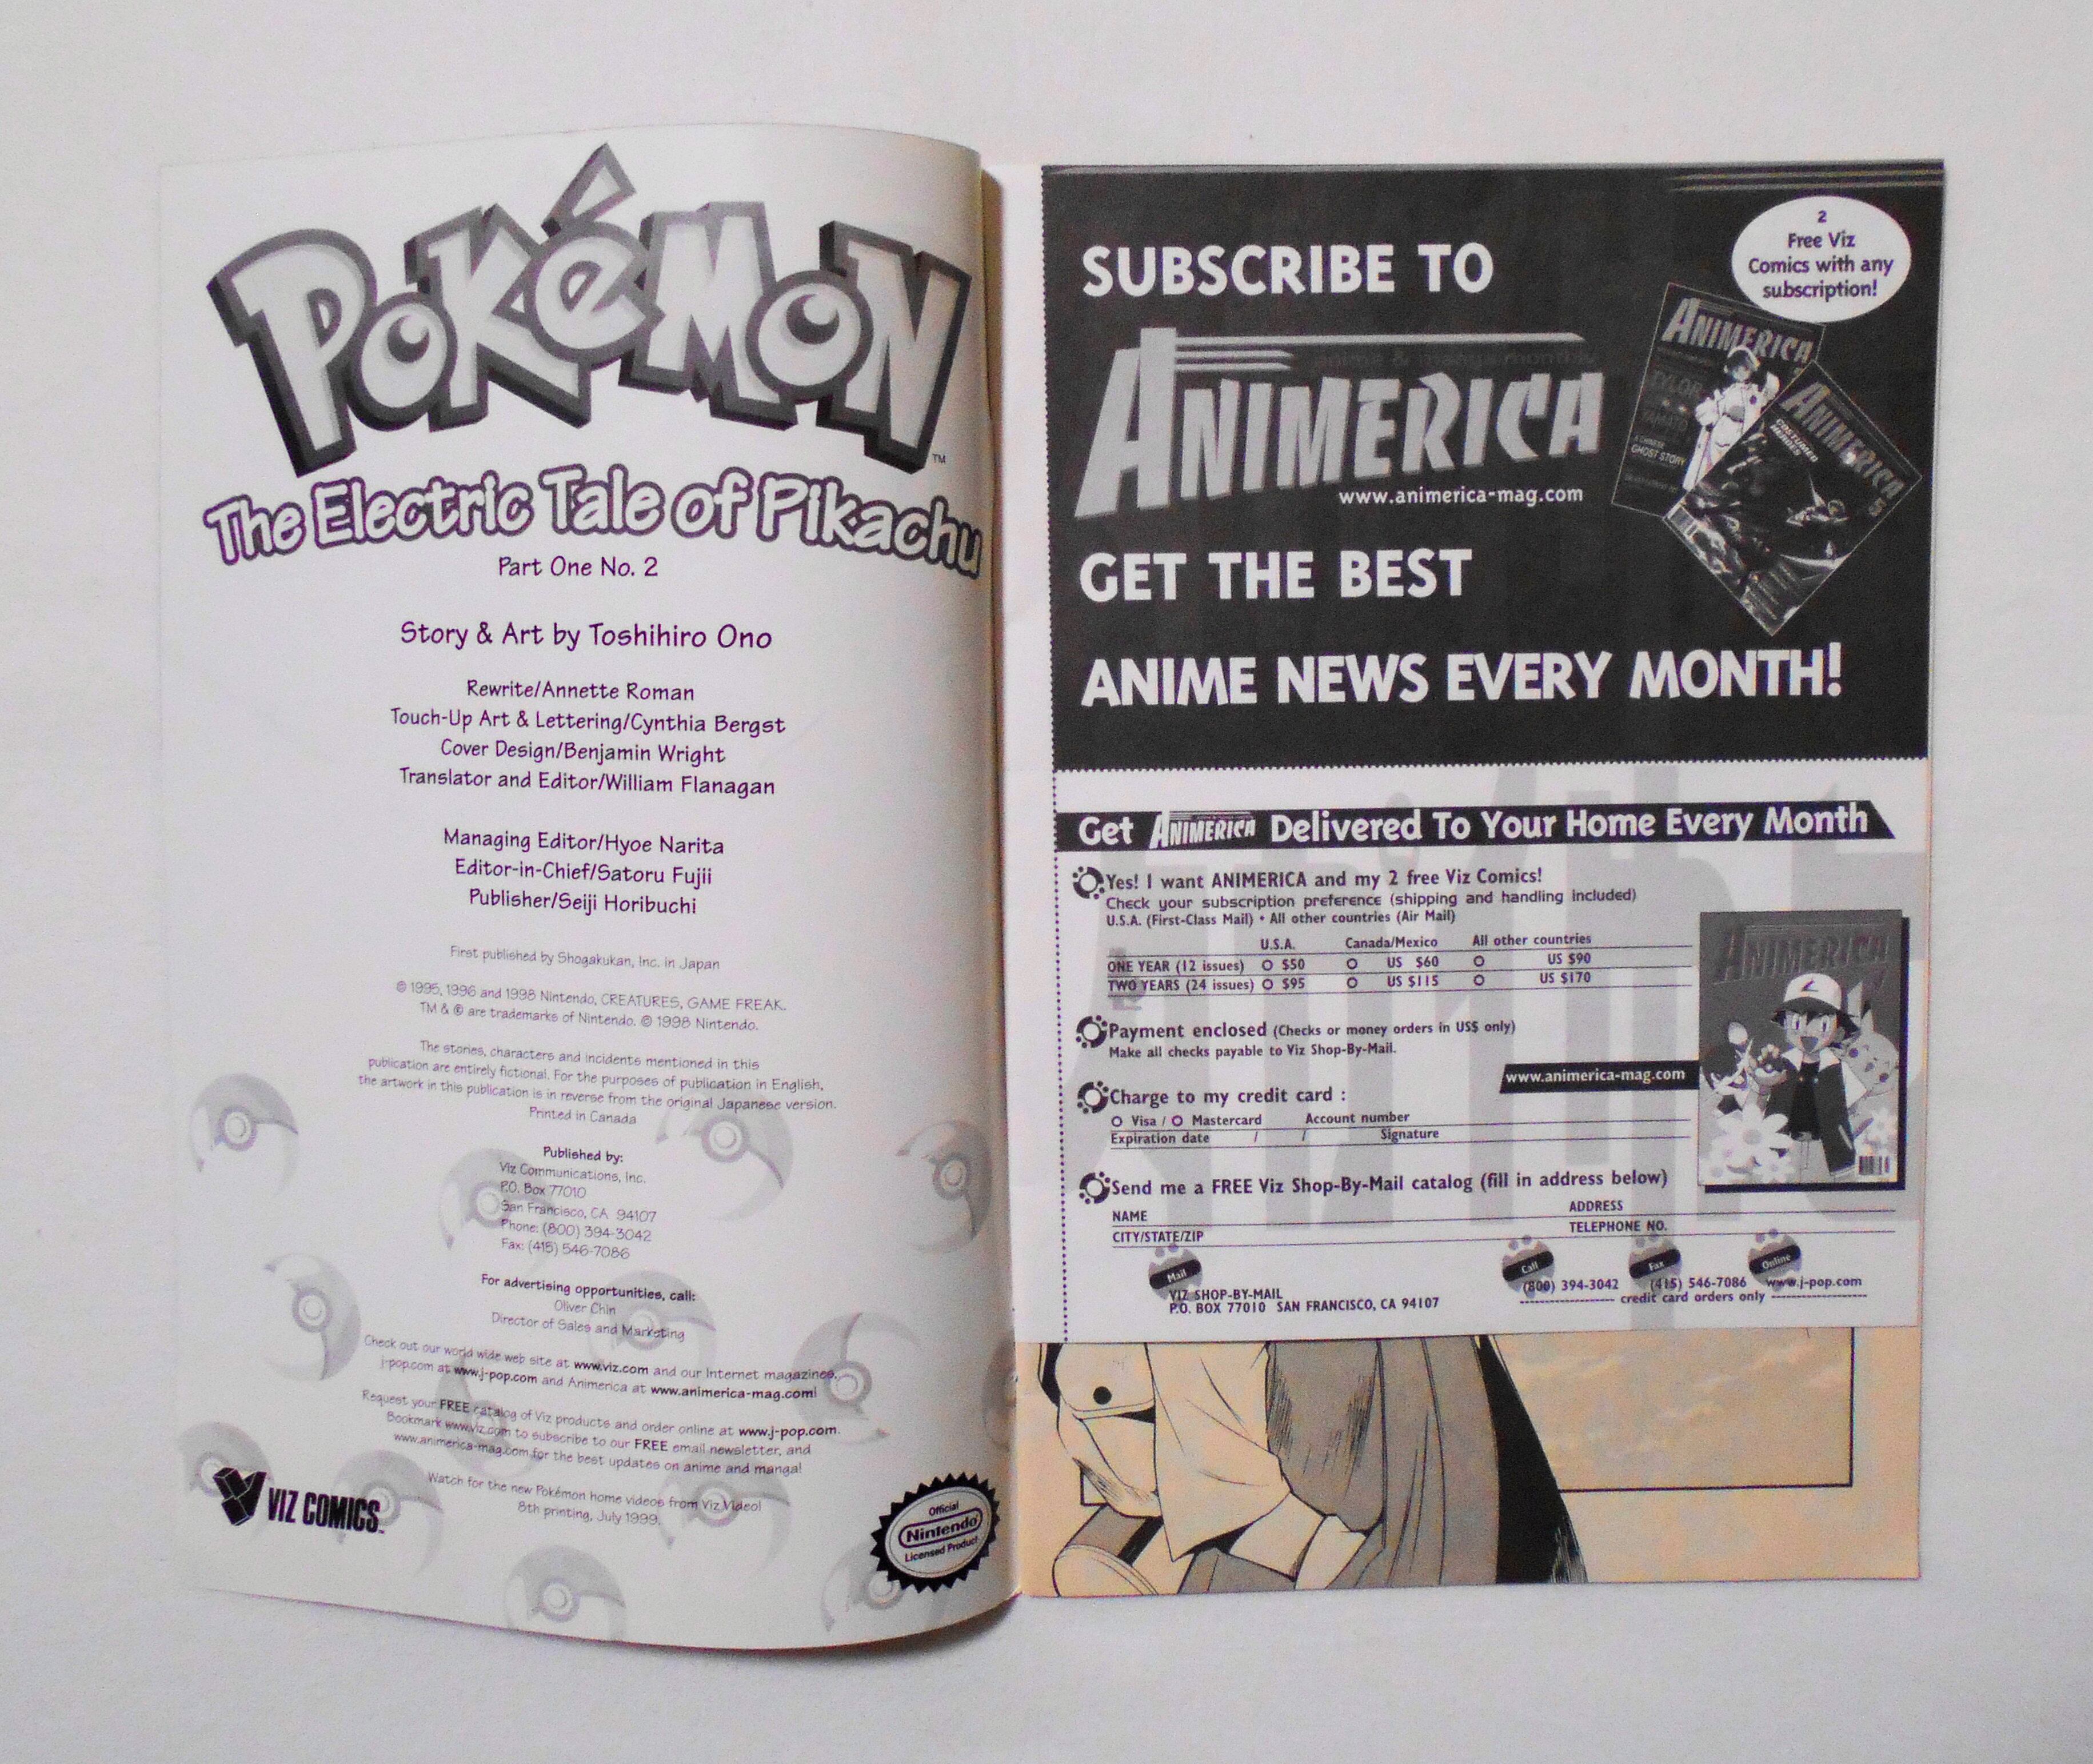 POKéMON
™
The Electric Tale of Pikachu
Part One No. 2
Story & Art by Toshihiro Ono
Rewrite/Annette Roman
Touch-Up Art & Lettering/Cynthia Bergst
Cover Design/Benjamin Wright
Translator and Editor/William Flanagan
Managing Editor/Hyoe Narita
Editor-in-Chief/Satoru Fujii
Publisher/Seiji Horibuchi
First published by Shogakukan, Inc. in Japan
© 1995, 1996 and 1998 Nintendo, CREATURES, GAME FREAK.
TM & ® are trademarks of Nintendo. © 1998 Nintendo.
The stories, characters and incidents mentioned in this
publication are entirely fictional. For the purposes of publication in English,
the artwork in this publication is in reverse from the original Japanese version.
Printed in Canada
Published by:
Viz Communications, Inc.
P.O. Box 77010
San Francisco, CA 94107
Phone: (800) 394-3042
Fax: (415) 546-7086
For advertising opportunities, call:
Oliver Chin
Director of Sales and Marketing
Check out our world wide web site at www.viz.com and our Internet magazines,
j-pop.com at www.j-pop.com and Animerica at www.animerica-mag.com!
Request your FREE catalog of Viz products and order online at www.j-pop.com.
Bookmark www.viz.com to subscribe to our FREE email newsletter, and
www.animerica-mag.com for the best updates on anime and manga!
Watch for the new Pokémon home videos from Viz Video!
8th printing, July 1999.
VIZ COMICS™
Official
Nintendo®
Licensed Product
2
Free Viz
Comics with any
subscription!
SUBSCRIBE TO
ANIMERICA
anime & manga monthly
www.animerica-mag.com
ANIMERICA
TYLOR
YAMATO
A CHINESE
GHOST STORY
ANIMERICA
5
COSTUMED
HEROES
GET THE BEST
ANIME NEWS EVERY MONTH!
Get ANIMERICA Delivered To Your Home Every Month
Yes! I want ANIMERICA and my 2 free Viz Comics!
Check your subscription preference (shipping and handling included)
U.S.A. (First-Class Mail) • All other countries (Air Mail)
U.S.A. Canada/Mexico All other countries
ONE YEAR (12 issues) $50 US $60 US $90
TWO YEARS (24 issues) $95 US $115 US $170
Payment enclosed (Checks or money orders in US$ only)
Make all checks payable to Viz Shop-By-Mail.
www.animerica-mag.com
ANIMERICA
Charge to my credit card :
Visa / Mastercard Account number
Expiration date / / Signature
Send me a FREE Viz Shop-By-Mail catalog (fill in address below)
NAME ADDRESS
CITY/STATE/ZIP TELEPHONE NO.
Mail
VIZ SHOP-BY-MAIL
P.O. BOX 77010 SAN FRANCISCO, CA 94107
Call Fax Online
(800) 394-3042 (415) 546-7086 www.j-pop.com
credit card orders only